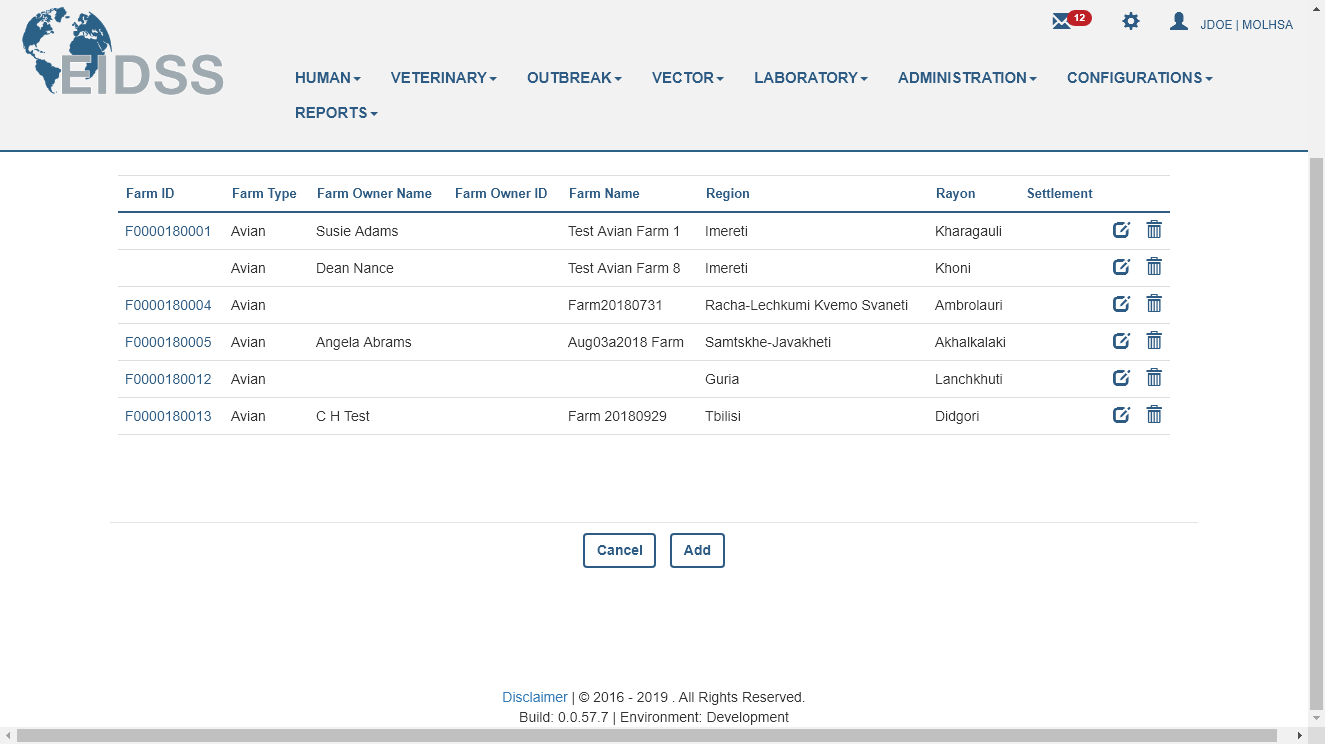 12
JDOE | MOLHSA
EIDSS
HUMAN VETERINARY OUTBREAK VECTOR LABORATORY ADMINISTRATION CONFIGURATIONS
REPORTS
Farm ID Farm Type Farm Owner Name Farm Owner ID Farm Name Region Rayon Settlement
F0000180001 Avian Susie Adams Test Avian Farm 1 Imereti Kharagauli
Avian Dean Nance Test Avian Farm 8 Imereti Khoni
F0000180004 Avian Farm20180731 Racha-Lechkumi Kvemo Svaneti Ambrolauri
F0000180005 Avian Angela Abrams Aug03a2018 Farm Samtskhe-Javakheti Akhalkalaki
F0000180012 Avian Guria Lanchkhuti
F0000180013 Avian C H Test Farm 20180929 Tbilisi Didgori
Cancel Add
Disclaimer | © 2016 - 2019 . All Rights Reserved.
Build: 0.0.57.7 | Environment: Development